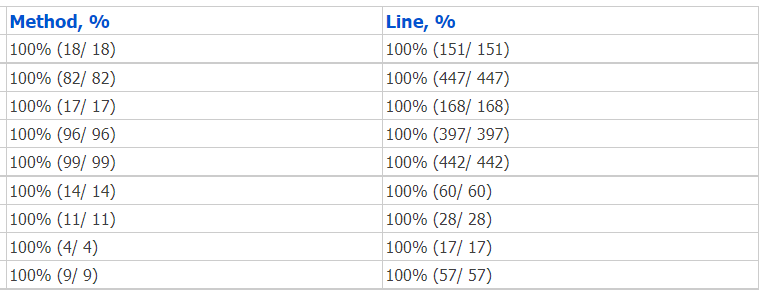 Method, % Line, %
100% (18/ 18) 100% (151/ 151)
100% (82/ 82) 100% (447/ 447)
100% (17/ 17) 100% (168/ 168)
100% (96/ 96) 100% (397/ 397)
100% (99/ 99) 100% (442/ 442)
100% (14/ 14) 100% (60/ 60)
100% (11/ 11) 100% (28/ 28)
100% (4/ 4) 100% (17/ 17)
100% (9/ 9) 100% (57/ 57)